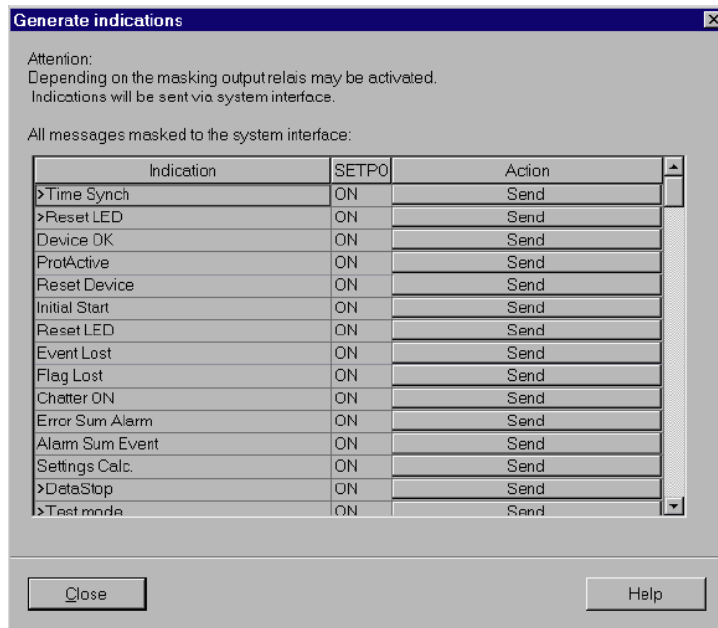 Generate indications
Attention:
Depending on the masking output relais may be activated.
Indications will be sent via system interface.
All messages masked to the system interface:
Indication SETPO Action
>Time Synch ON Send
>Reset LED ON Send
Device OK ON Send
ProtActive ON Send
Reset Device ON Send
Initial Start ON Send
Reset LED ON Send
Event Lost ON Send
Flag Lost ON Send
Chatter ON ON Send
Error Sum Alarm ON Send
Alarm Sum Event ON Send
Settings Calc. ON Send
>DataStop ON Send
>Test mode ON Send
Close Help